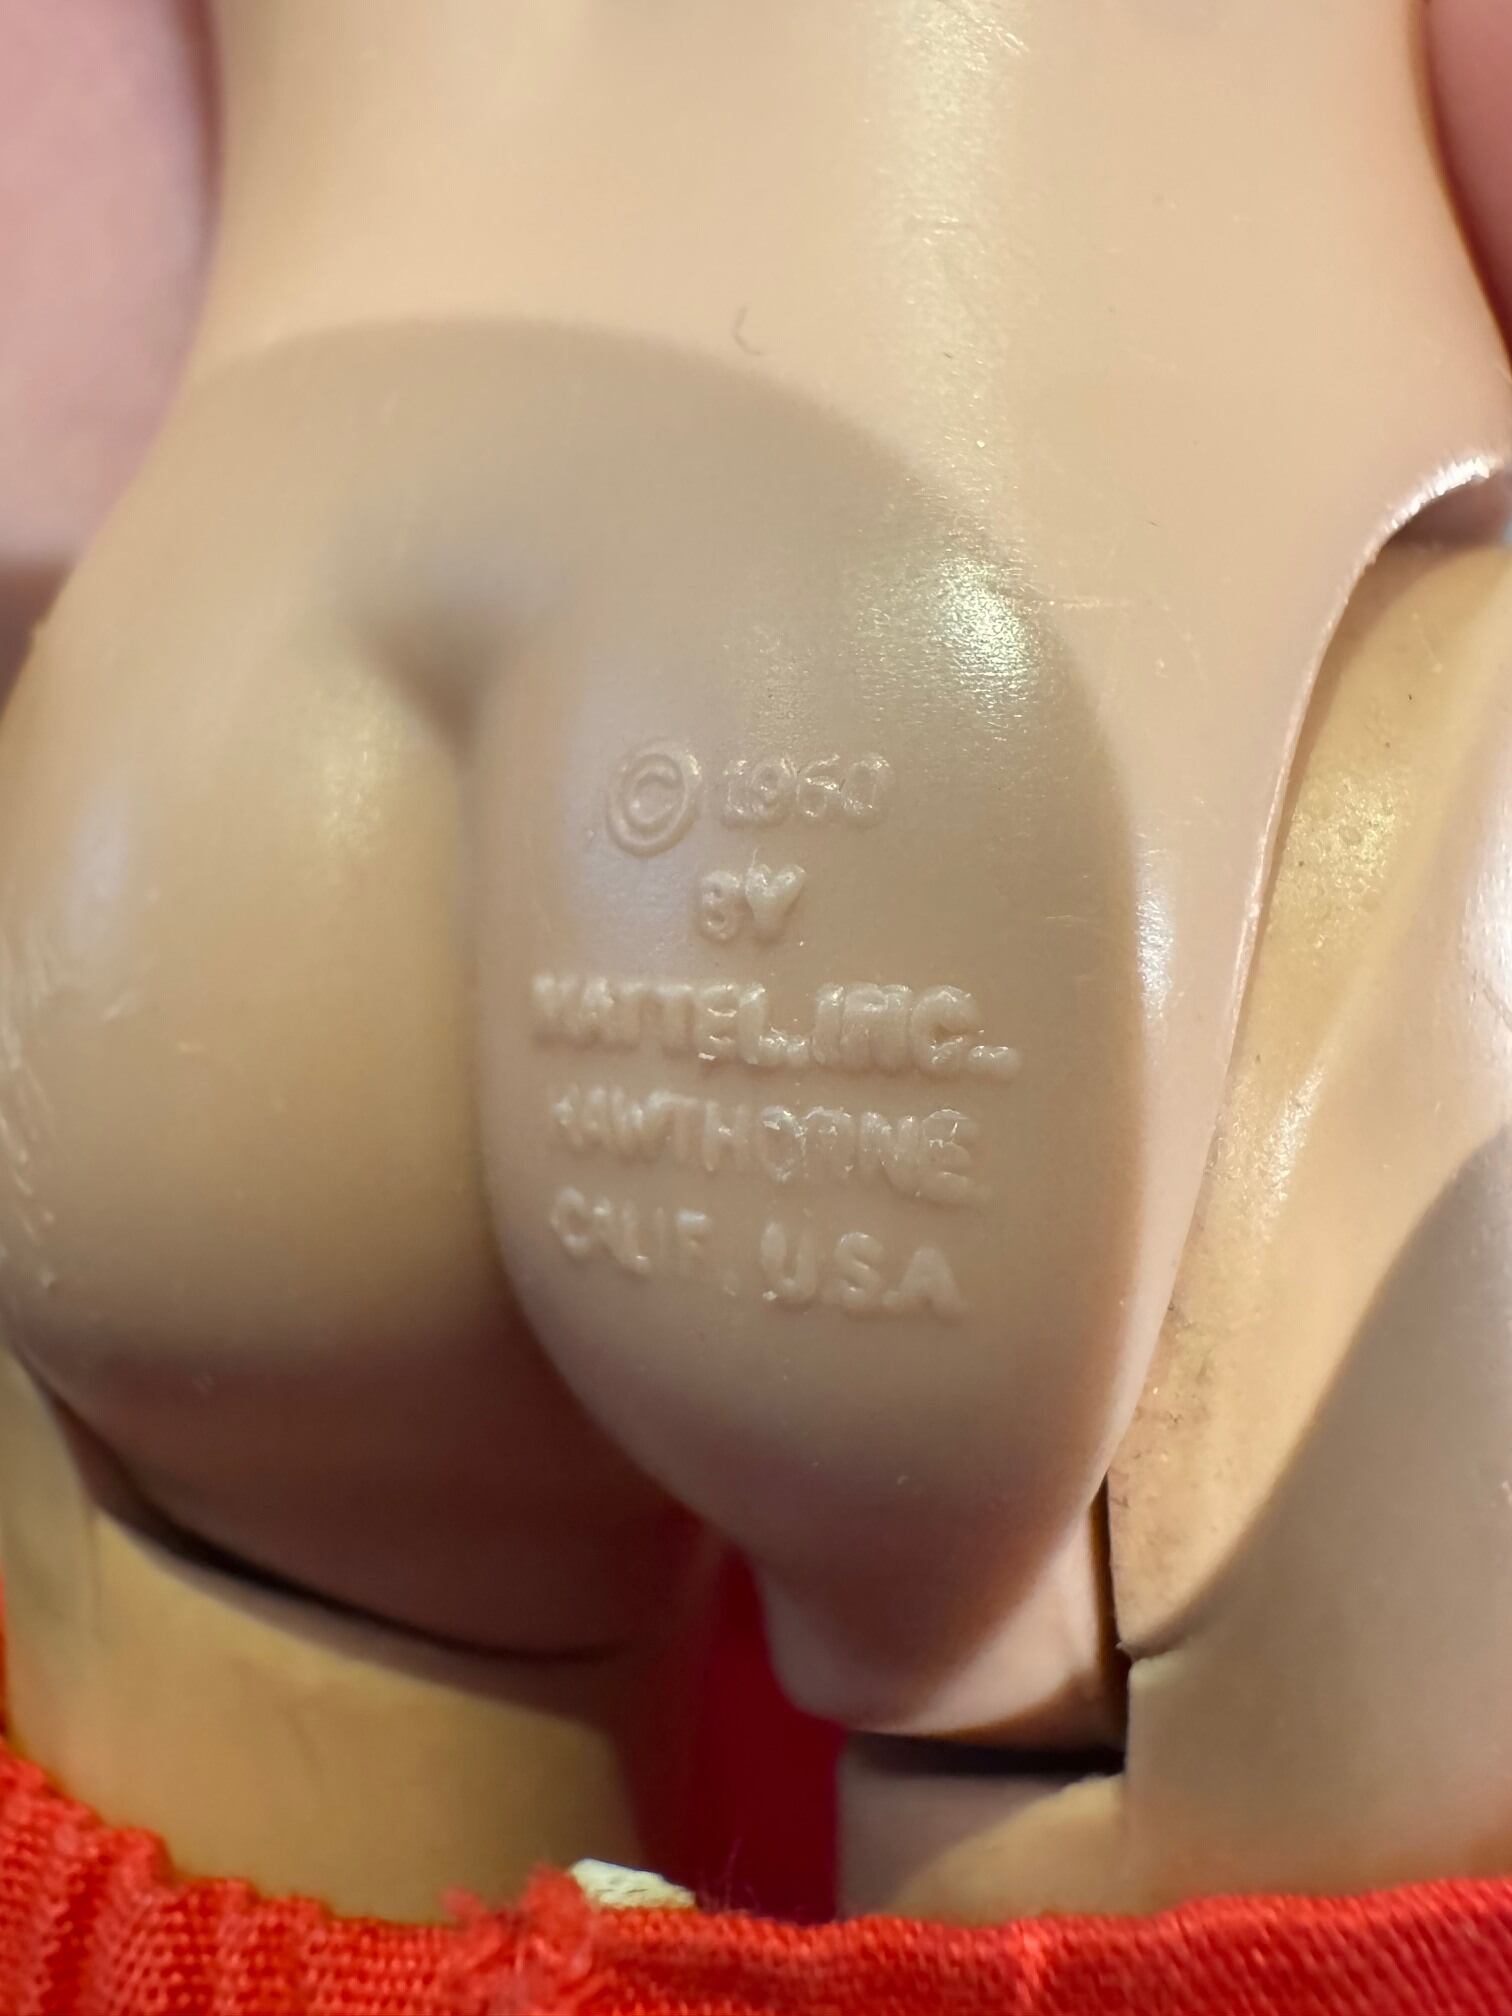 © 1960
BY
MATTEL, INC.
HAWTHORNE
CALIF. U.S.A